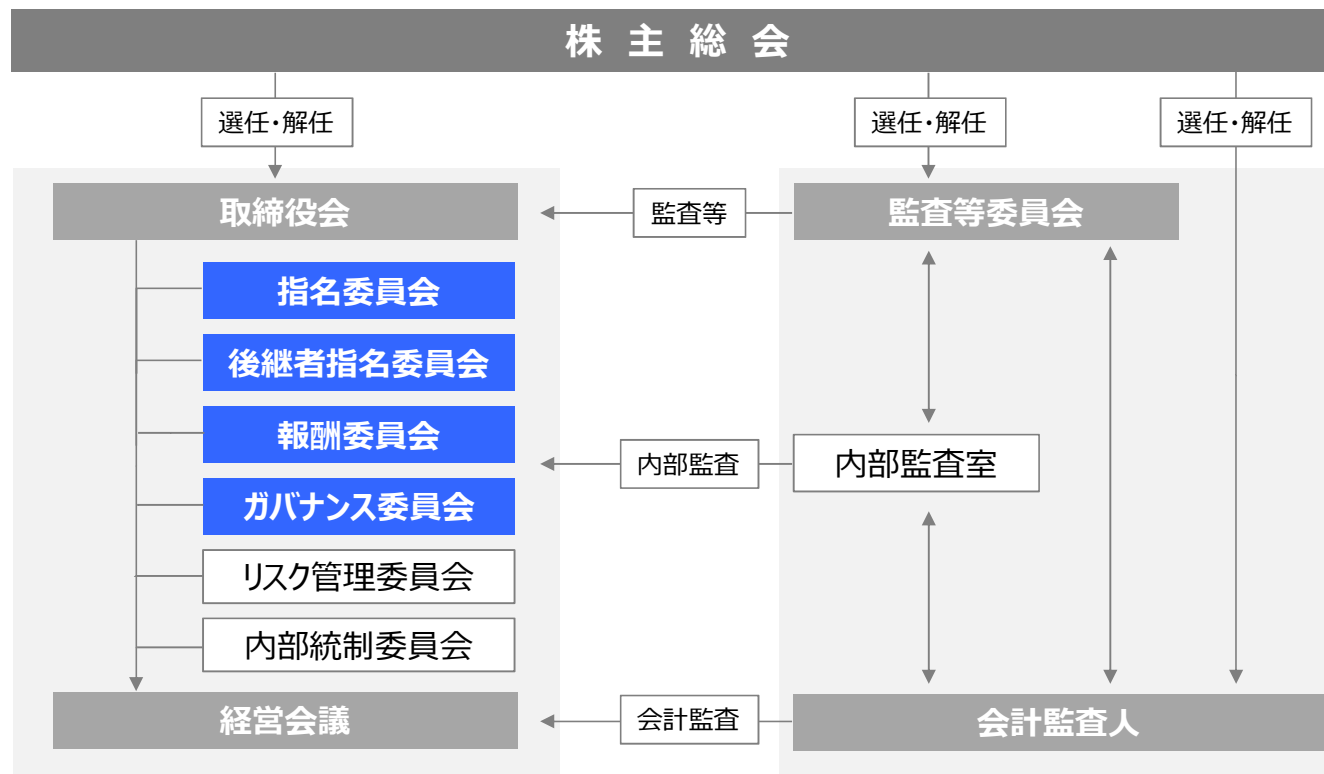 株主総会
選任・解任
選任・解任
選任・解任
取締役会
監査等
監査等委員会
指名委員会
後継者指名委員会
報酬委員会
内部監査
内部監査室
ガバナンス委員会
リスク管理委員会
内部統制委員会
経営会議
会計監査
会計監査人